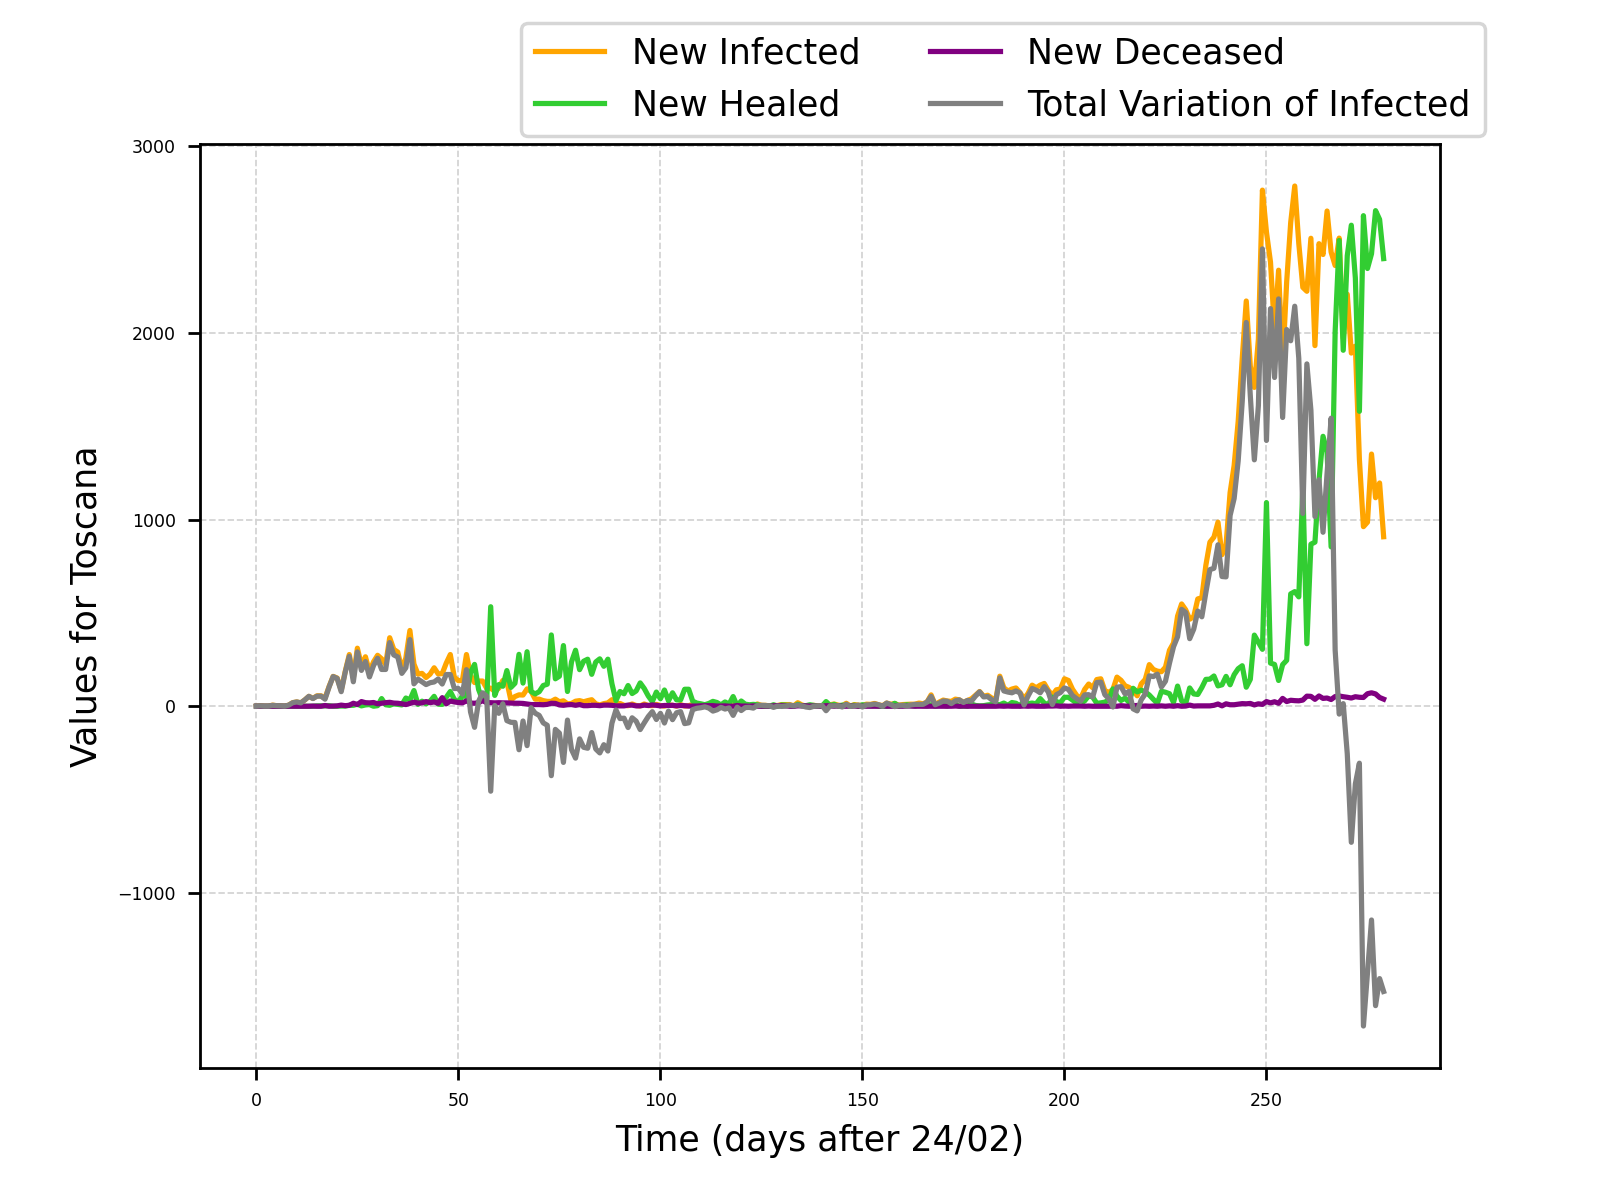 New Infected
New Healed
New Deceased
Total Variation of Infected
3000
2000
1000
0
−1000
Values for Toscana
0 50 100 150 200 250
Time (days after 24/02)